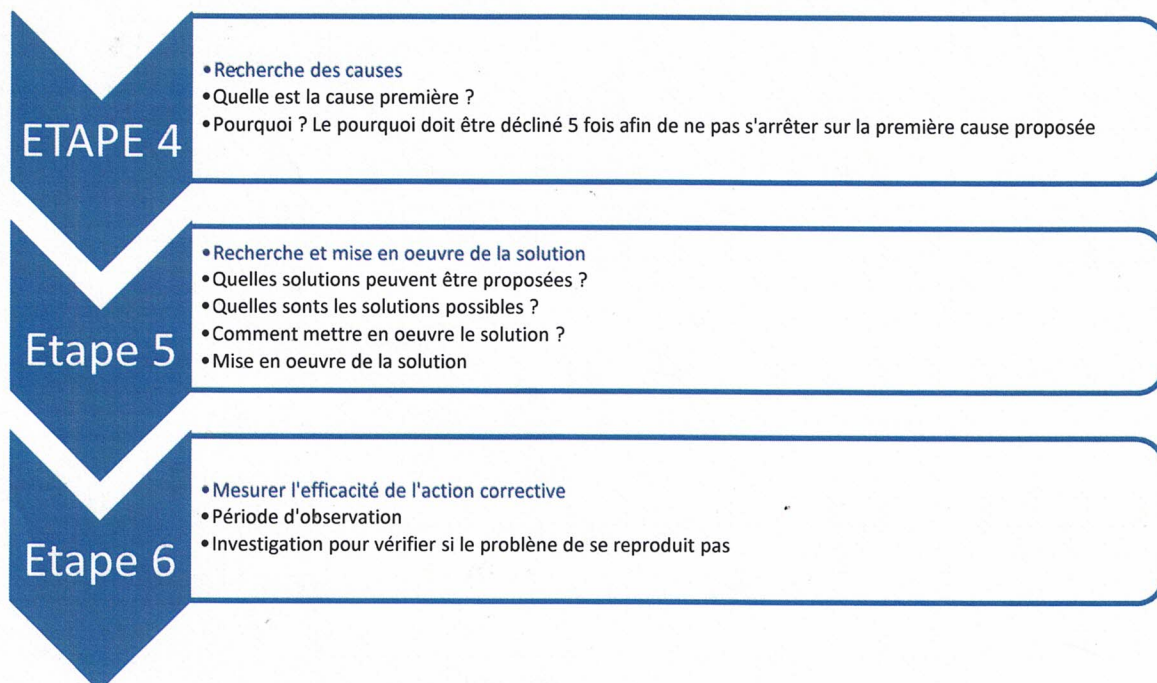 ETAPE 4
•Recherche des causes
•Quelle est la cause première ?
•Pourquoi ? Le pourquoi doit être décliné 5 fois afin de ne pas s'arrêter sur la première cause proposée
Etape 5
•Recherche et mise en oeuvre de la solution
•Quelles solutions peuvent être proposées ?
•Quelles sonts les solutions possibles ?
•Comment mettre en oeuvre le solution ?
•Mise en oeuvre de la solution
Etape 6
•Mesurer l'efficacité de l'action corrective
•Période d'observation
•Investigation pour vérifier si le problène de se reproduit pas